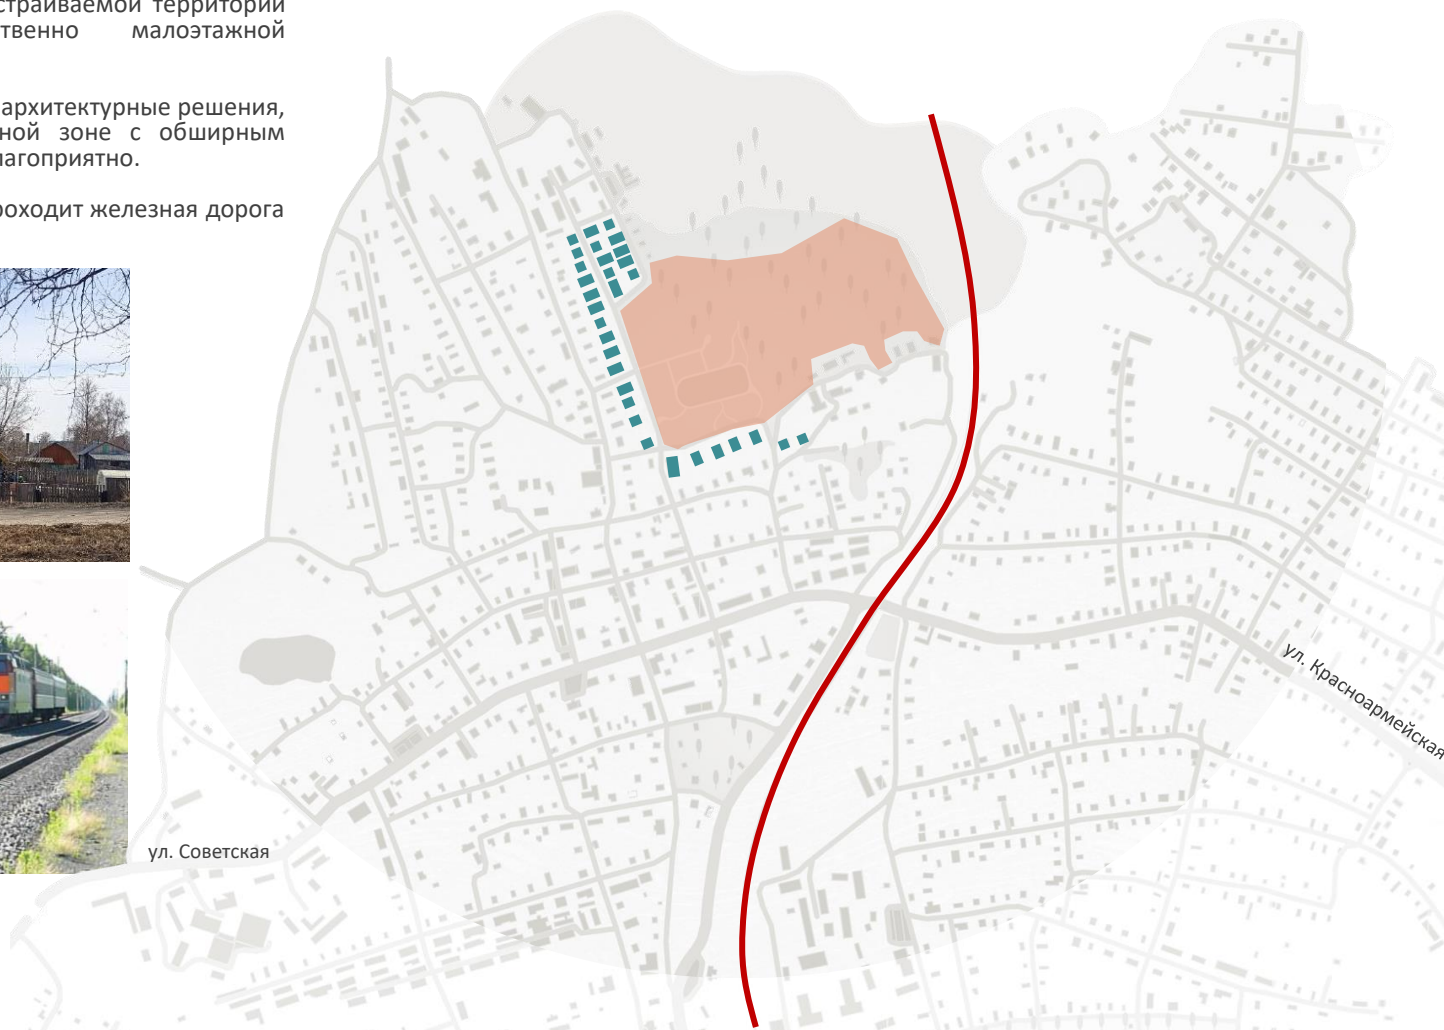 страиваемой территории
твенно малоэтажной
архитектурные решения,
ной зоне с обширным
лагоприятно.
роходит железная дорога
ул. Красноармейская
ул. Советская